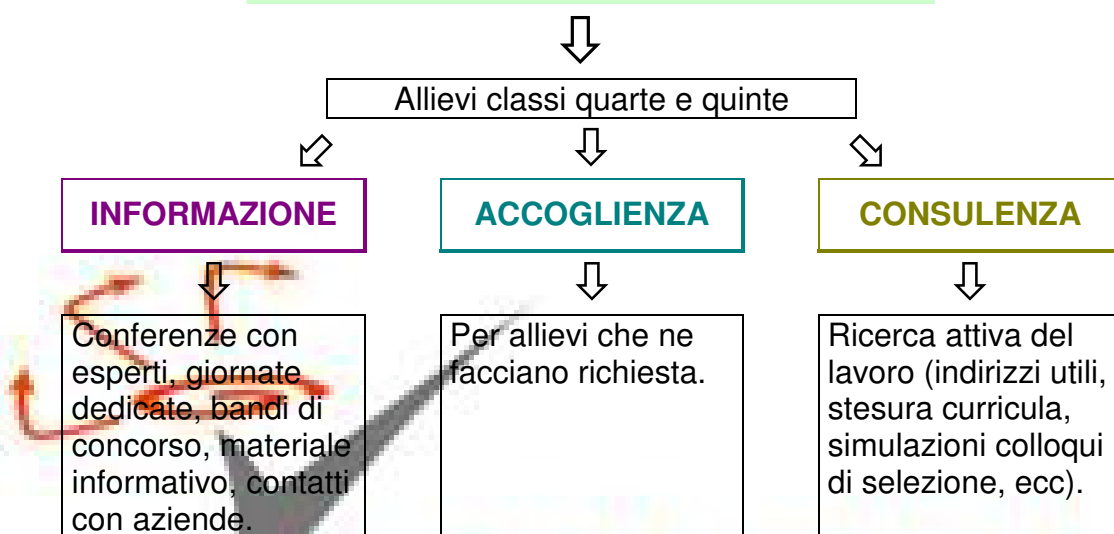 Allievi classi quarte e quinte
INFORMAZIONE
ACCOGLIENZA
CONSULENZA
Conferenze con
esperti, giornate
dedicate, bandi di
concorso, materiale
informativo, contatti
con aziende.
Per allievi che ne
facciano richiesta.
Ricerca attiva del
lavoro (indirizzi utili,
stesura curricula,
simulazioni colloqui
di selezione, ecc).